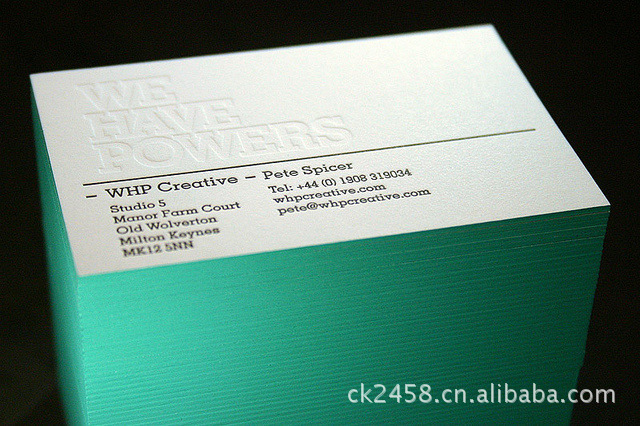 WE
HAVE
POWERS
– WHP Creative – Pete Spicer
Studio 5
Manor Farm Court
Old Wolverton
Milton Keynes
MK12 5NN
Tel: +44 (0) 1908 319034
whpcreative.com
pete@whpcreative.com
ck2458.cn.alibaba.com